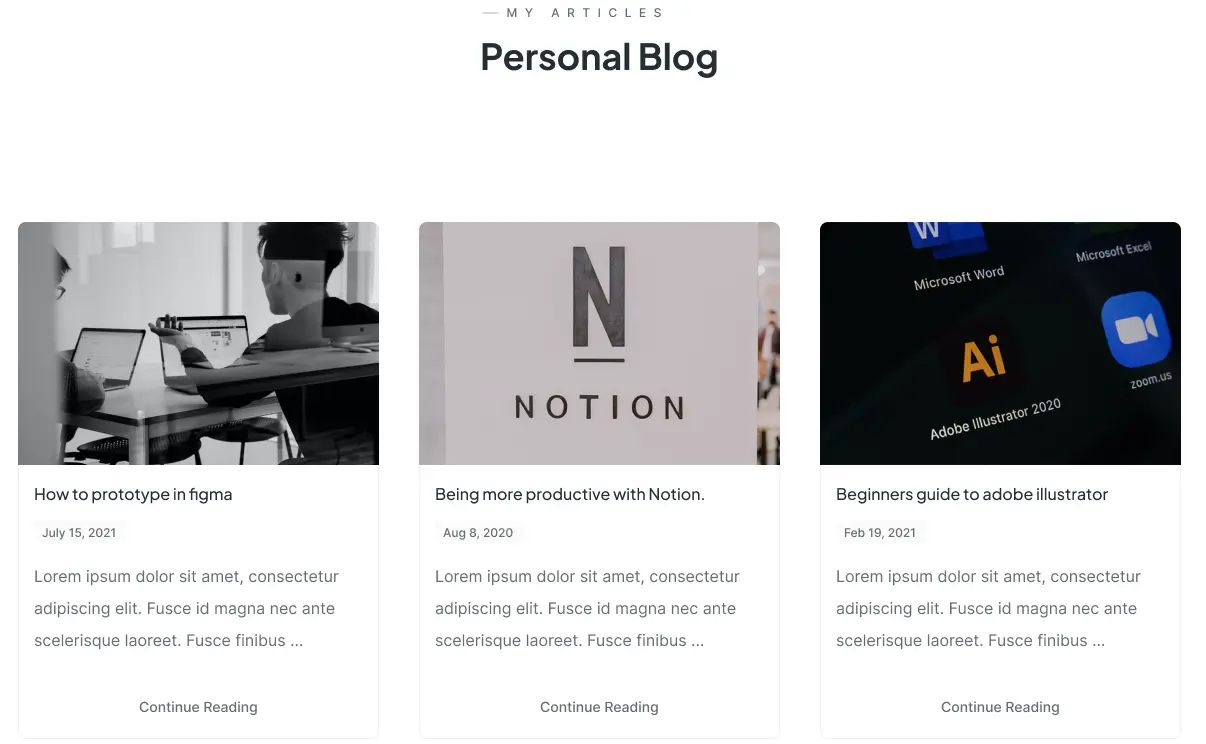 MY ARTICLES
Personal Blog
N
NOTION
W
Microsoft Word
Microsoft Excel
Ai
zoom.us
Adobe Illustrator 2020
How to prototype in figma
July 15, 2021
Lorem ipsum dolor sit amet, consectetur
adipiscing elit. Fusce id magna nec ante
scelerisque laoreet. Fusce finibus ...
Continue Reading
Being more productive with Notion.
Aug 8, 2020
Lorem ipsum dolor sit amet, consectetur
adipiscing elit. Fusce id magna nec ante
scelerisque laoreet. Fusce finibus ...
Continue Reading
Beginners guide to adobe illustrator
Feb 19, 2021
Lorem ipsum dolor sit amet, consectetur
adipiscing elit. Fusce id magna nec ante
scelerisque laoreet. Fusce finibus ...
Continue Reading